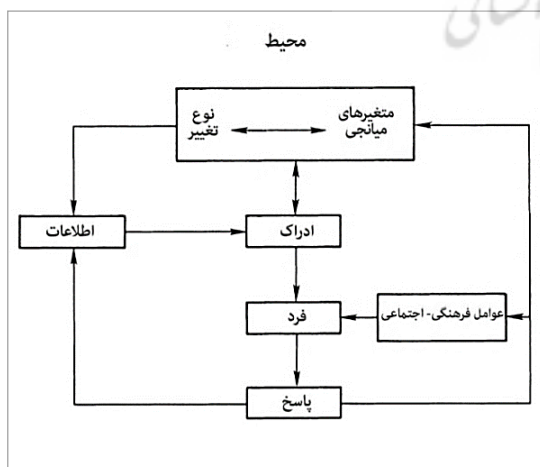 محیط
متغیرهای
میانجی
نوع
تغییر
اطلاعات
ادراک
فرد
عوامل فرهنگی- اجتماعی
پاسخ